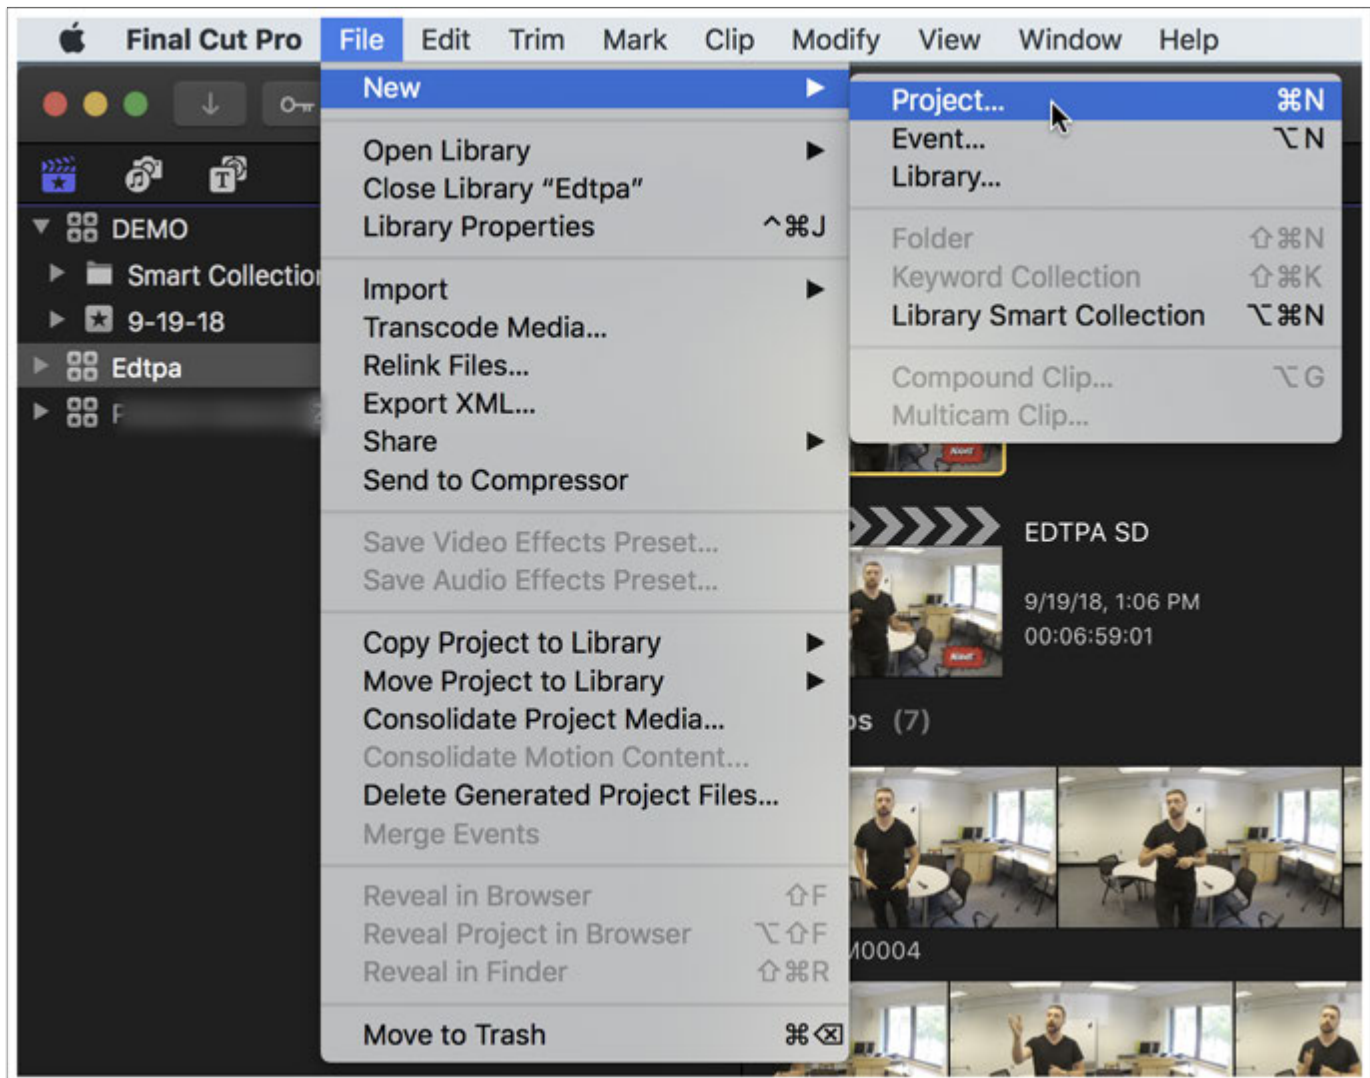 Final Cut Pro File Edit Trim Mark Clip Modify View Window Help
New
Project... ⌘N
Event... ⌥N
Library...
Folder ⇧⌘N
Keyword Collection ⇧⌘K
Library Smart Collection ⌥⌘N
Compound Clip... ⌥G
Multicam Clip...
Open Library
Close Library “Edtpa”
Library Properties ^⌘J
Import
Transcode Media...
Relink Files...
Export XML...
Share
Send to Compressor
Save Video Effects Preset...
Save Audio Effects Preset...
Copy Project to Library
Move Project to Library
Consolidate Project Media...
Consolidate Motion Content...
Delete Generated Project Files...
Merge Events
Reveal in Browser ⇧F
Reveal Project in Browser ⌥⇧F
Reveal in Finder ⇧⌘R
Move to Trash ⌘⌫
DEMO
Smart Collection
9-19-18
Edtpa
EDTPA SD
9/19/18, 1:06 PM
00:06:59:01
(7)
0004